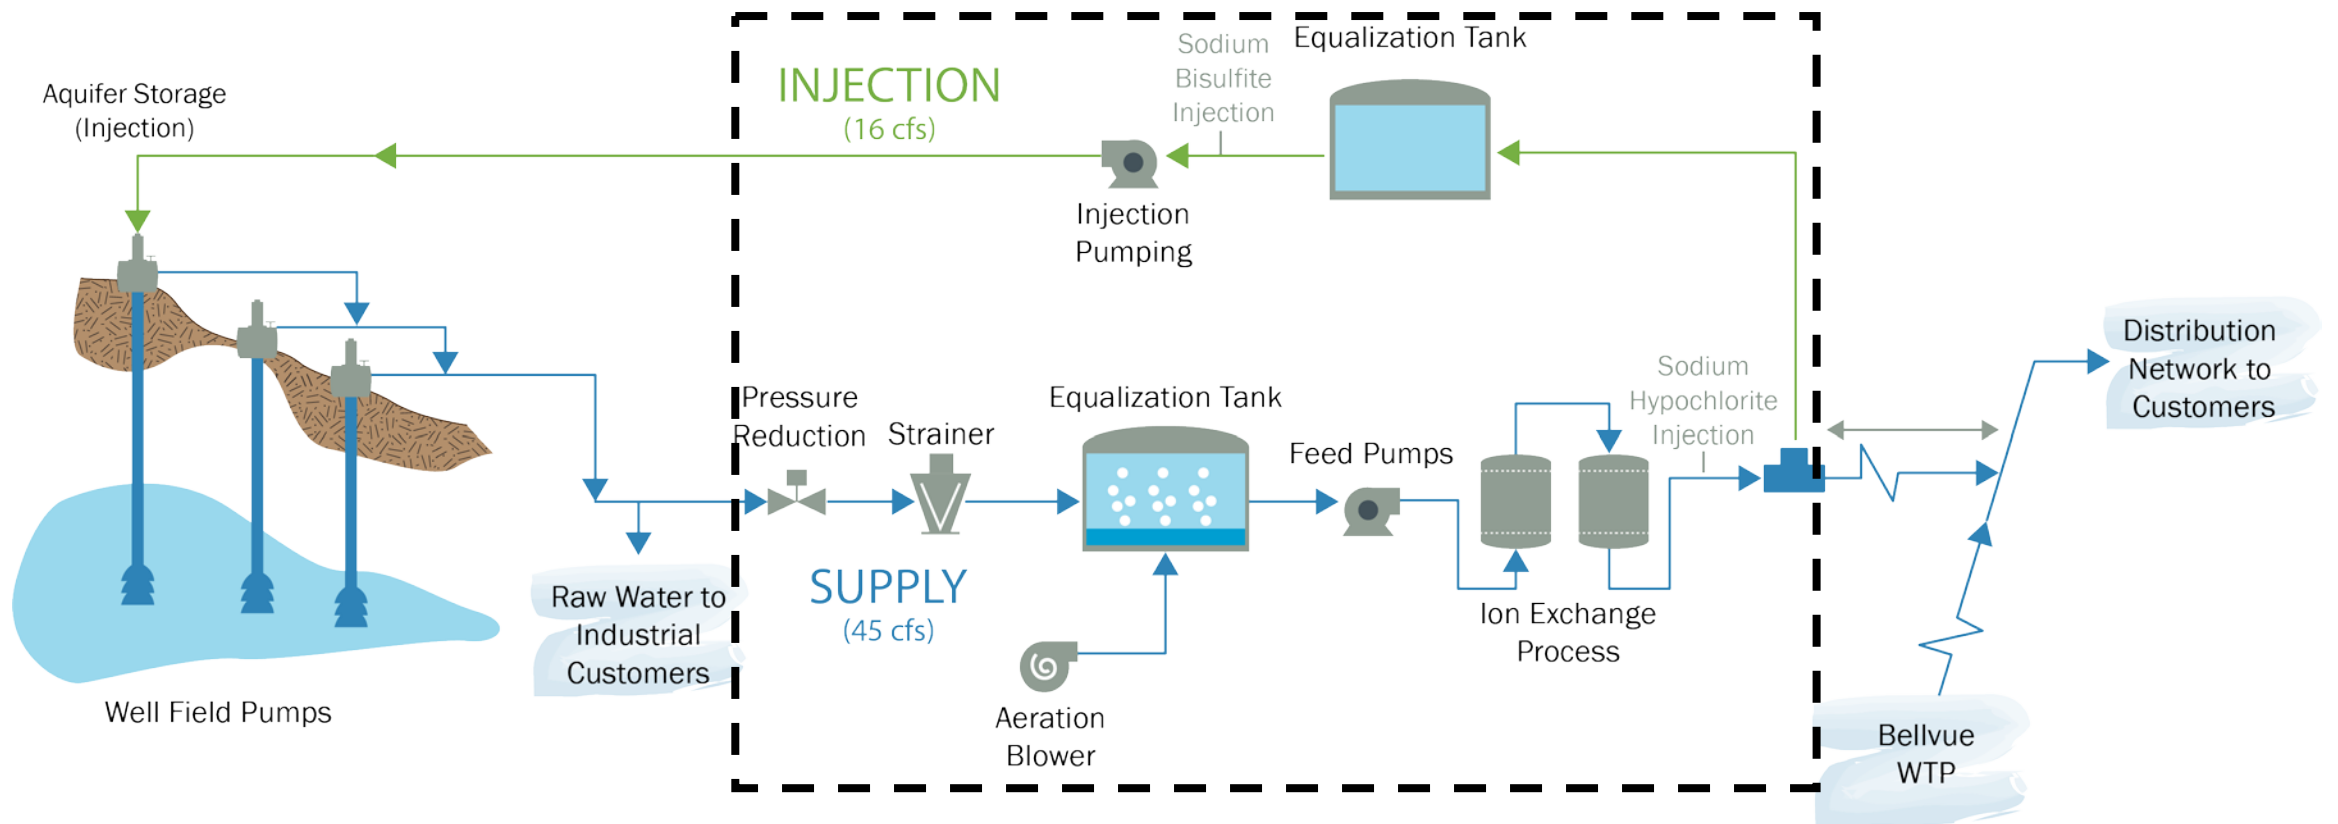 Aquifer Storage
(Injection)
INJECTION
(16 cfs)
Sodium
Bisulfite
Injection
Equalization Tank
Injection
Pumping
Well Field Pumps
Raw Water to
Industrial
Customers
Pressure
Reduction
Strainer
Equalization Tank
SUPPLY
(45 cfs)
Aeration
Blower
Feed Pumps
Ion Exchange
Process
Sodium
Hypochlorite
Injection
Distribution
Network to
Customers
Bellvue
WTP